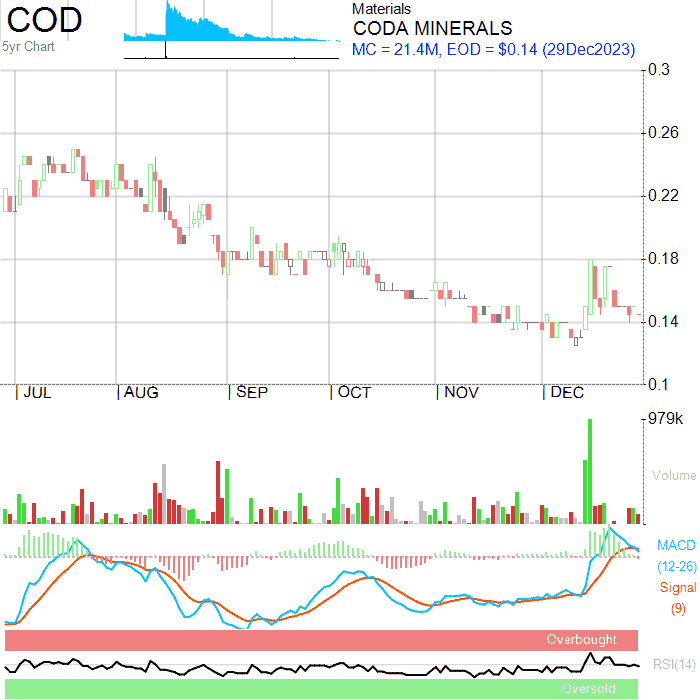 COD
5yr Chart
Materials
CODA MINERALS
MC = 21.4M, EOD = $0.14 (29Dec2023)
0.3
0.26
0.22
0.18
0.14
0.1
JUL AUG SEP OCT NOV DEC
979k
Volume
MACD
(12-26)
Signal
(9)
Overbought
RSI(14)
Oversold